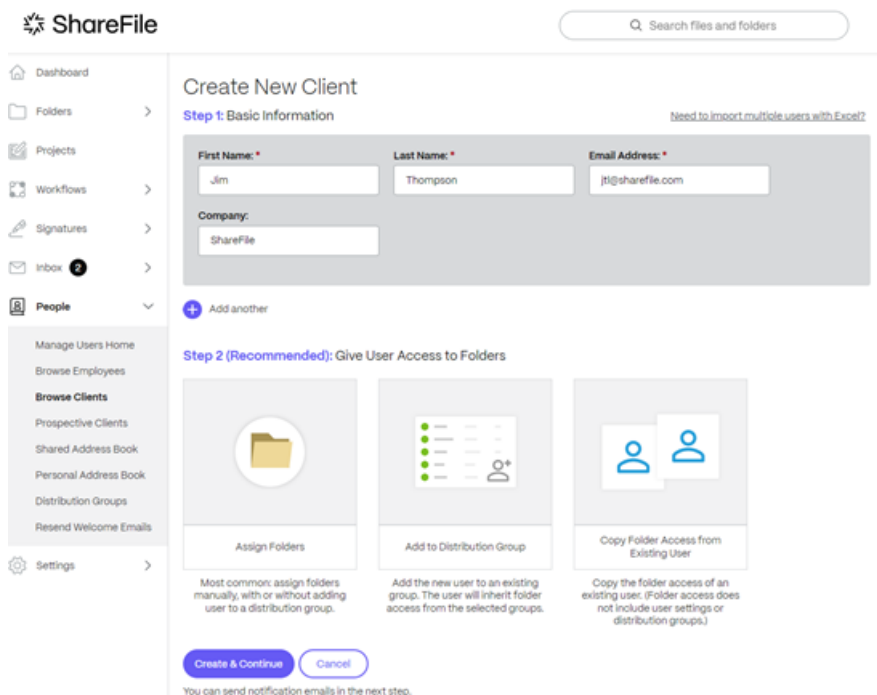 ShareFile
Search files and folders
Dashboard
Folders
Projects
Workflows
Signatures
Inbox 2
People
Manage Users Home
Browse Employees
Browse Clients
Prospective Clients
Shared Address Book
Personal Address Book
Distribution Groups
Resend Welcome Emails
Settings
Create New Client
Step 1: Basic Information
Need to import multiple users with Excel?
First Name: * Last Name: * Email Address: *
Jim Thompson jtl@sharefile.com
Company:
ShareFile
Add another
Step 2 (Recommended): Give User Access to Folders
Assign Folders
Most common: assign folders
manually, with or without adding
user to a distribution group.
Add to Distribution Group
Add the new user to an existing
group. The user will inherit folder
access from the selected groups.
Copy Folder Access from
Existing User
Copy the folder access of an
existing user. (Folder access does
not include user settings or
distribution groups.)
Create & Continue Cancel
You can send notification emails in the next step.